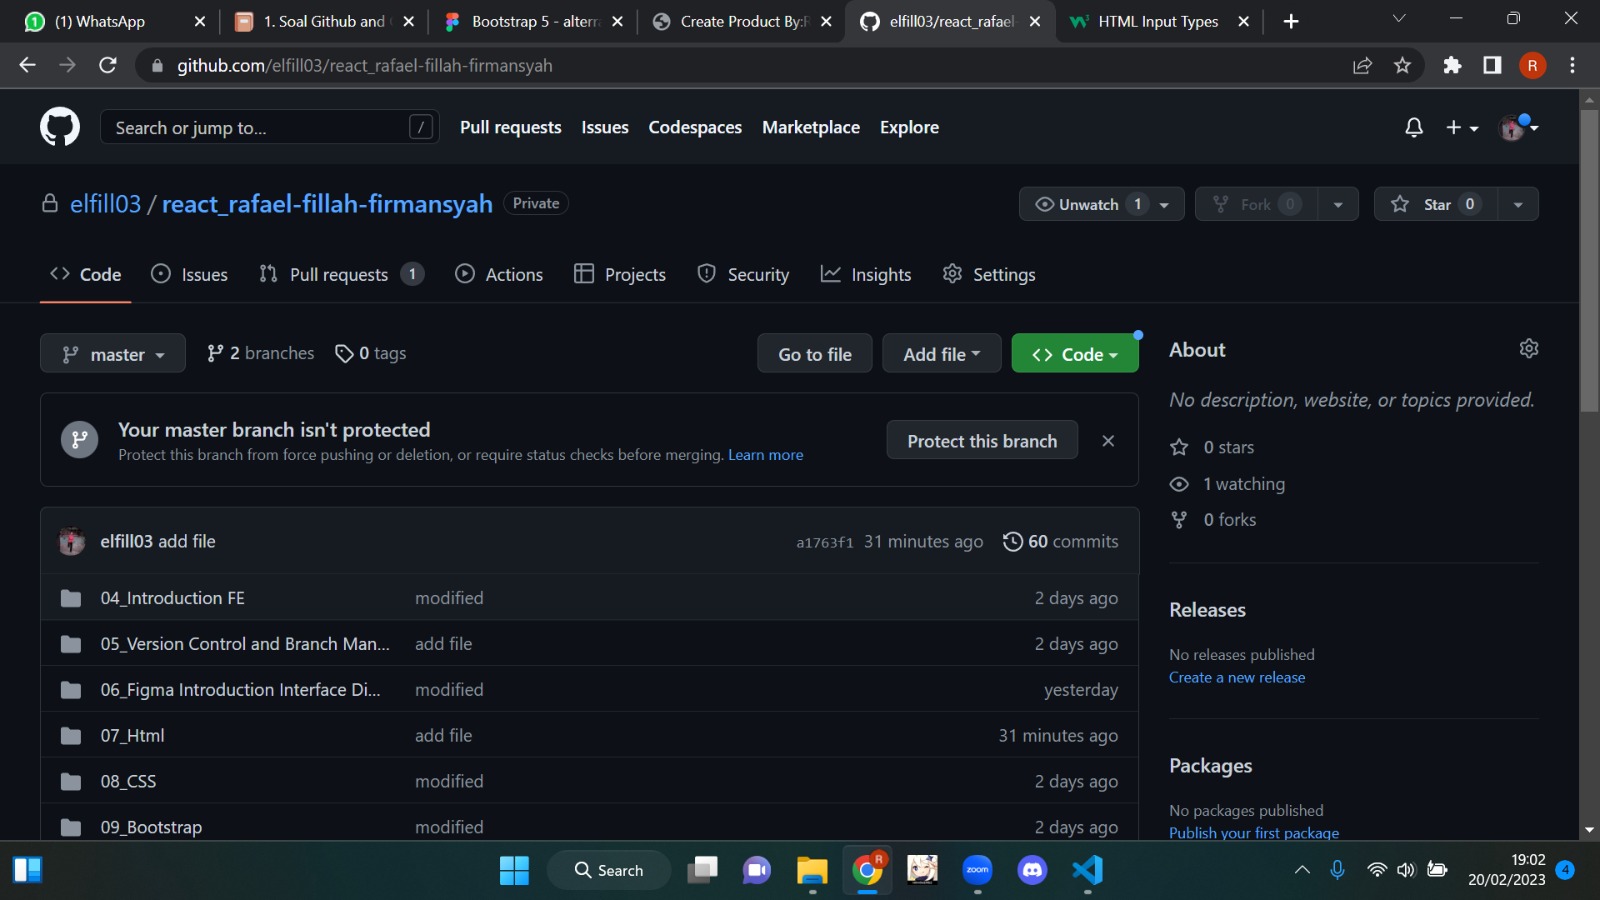 (1) WhatsApp
1. Soal Github and
Bootstrap 5 - altern
Create Product By:R
elfill03/react_rafael-
HTML Input Types
github.com/elfill03/react_rafael-fillah-firmansyah
R
Search or jump to...
/
Pull requests
Issues
Codespaces
Marketplace
Explore
elfill03 / react_rafael-fillah-firmansyah
Private
Unwatch 1
Fork 0
Star 0
Code
Issues
Pull requests 1
Actions
Projects
Security
Insights
Settings
master
2 branches
0 tags
Go to file
Add file
Code
About
No description, website, or topics provided.
Your master branch isn't protected
Protect this branch from force pushing or deletion, or require status checks before merging. Learn more
Protect this branch
0 stars
1 watching
0 forks
elfill03 add file
a1763f1 31 minutes ago
60 commits
04_Introduction FE modified 2 days ago
05_Version Control and Branch Man... add file 2 days ago
06_Figma Introduction Interface Di... modified yesterday
07_Html add file 31 minutes ago
08_CSS modified 2 days ago
09_Bootstrap modified 2 days ago
Releases
No releases published
Create a new release
Packages
No packages published
Publish your first package
Search
R
zoom
19:02
20/02/2023
4